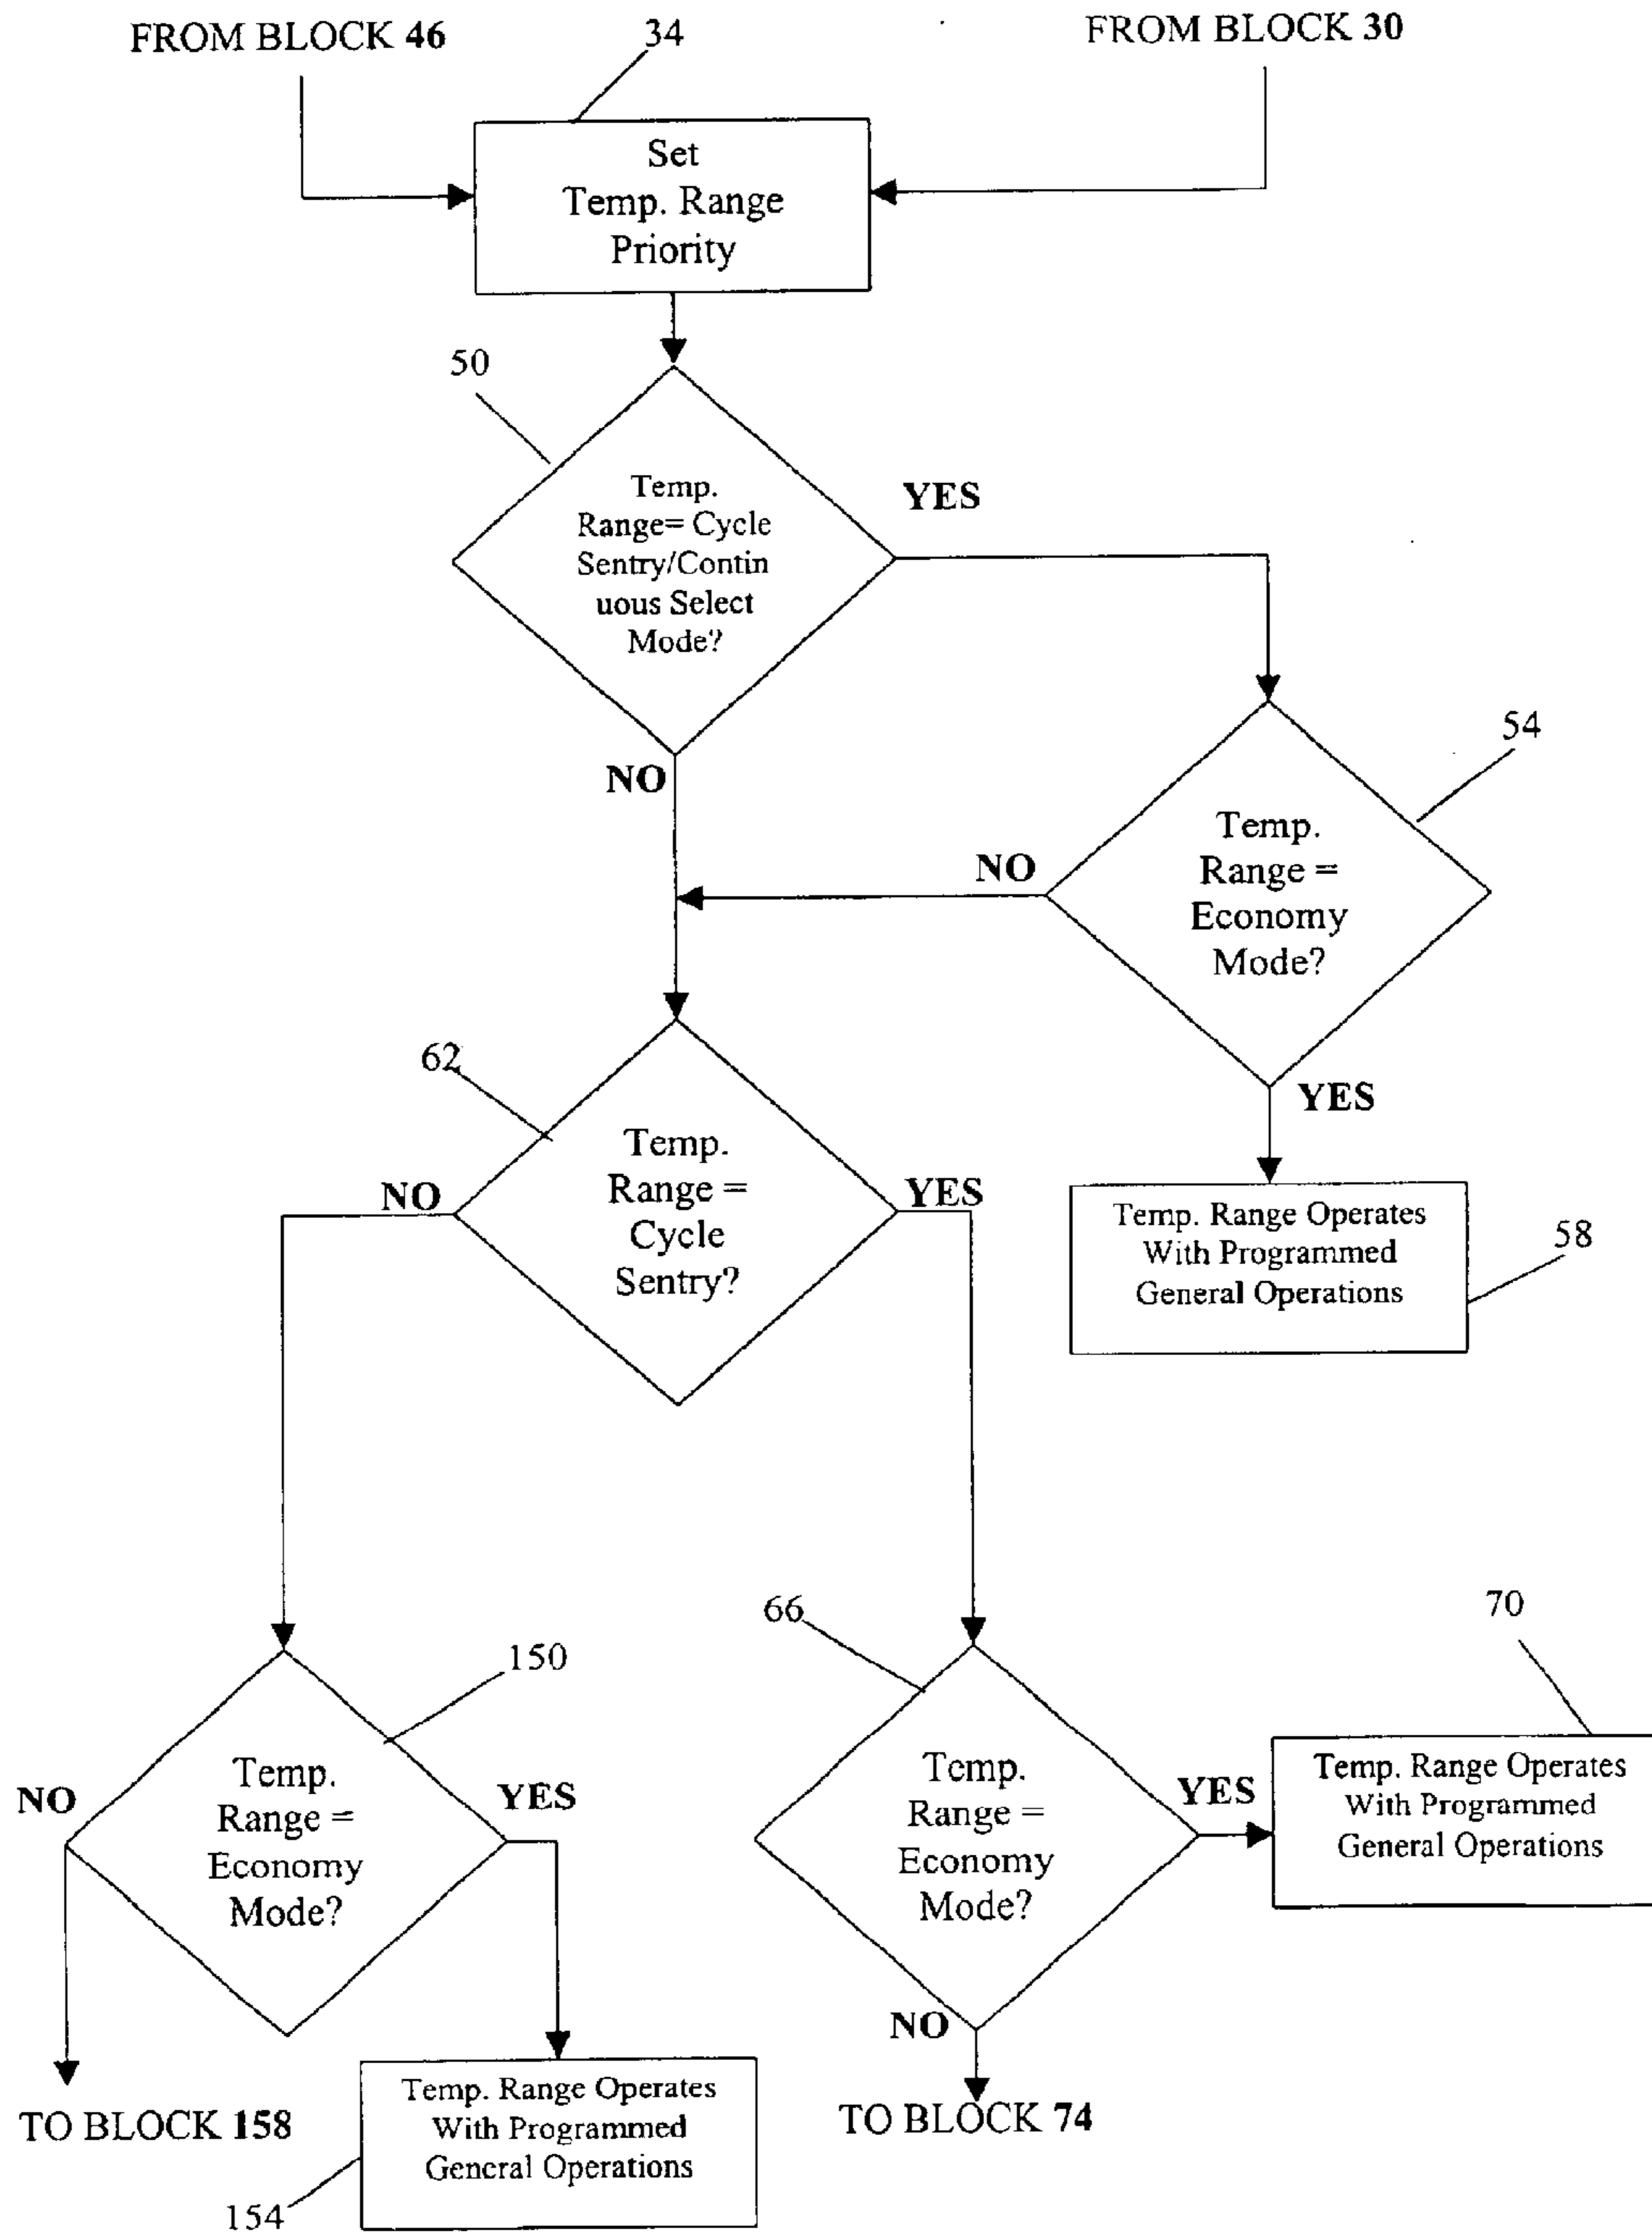 FROM BLOCK 46
34
FROM BLOCK 30
Set
Temp. Range
Priority
50
Temp.
Range= Cycle
Sentry/Contin
uous Select
Mode?
YES
NO
54
Temp.
Range =
Economy
Mode?
NO
YES
62
Temp.
Range =
Cycle
Sentry?
NO
YES
Temp. Range Operates
With Programmed
General Operations
58
150
Temp.
Range =
Economy
Mode?
NO
YES
66
Temp.
Range =
Economy
Mode?
YES
NO
70
Temp. Range Operates
With Programmed
General Operations
TO BLOCK 158
Temp. Range Operates
With Programmed
General Operations
154
TO BLOCK 74